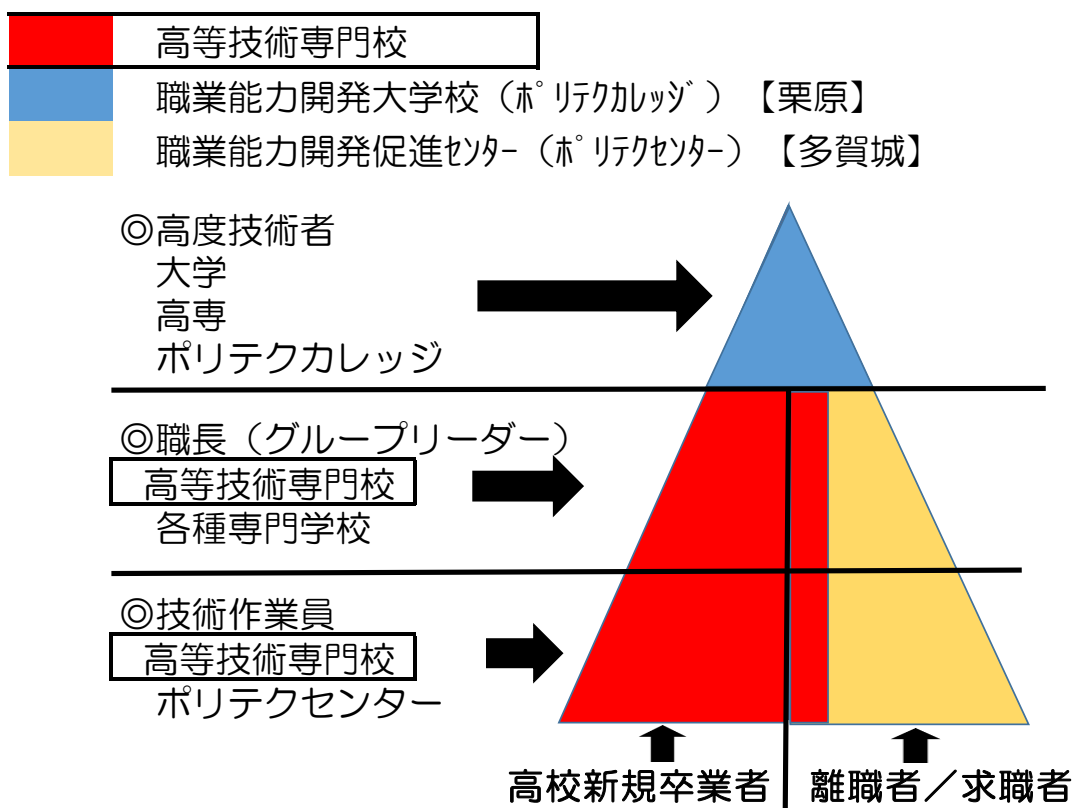 高等技術専門校
職業能力開発大学校（ﾎﾟﾘﾃｸｶﾚｯｼﾞ）【栗原】
職業能力開発促進ｾﾝﾀｰ（ﾎﾟﾘﾃｸｾﾝﾀｰ）【多賀城】
◎高度技術者
大学
高専
ポリテクカレッジ
◎職長（グループリーダー）
高等技術専門校
各種専門学校
◎技術作業員
高等技術専門校
ポリテクセンター
高校新規卒業者
離職者／求職者